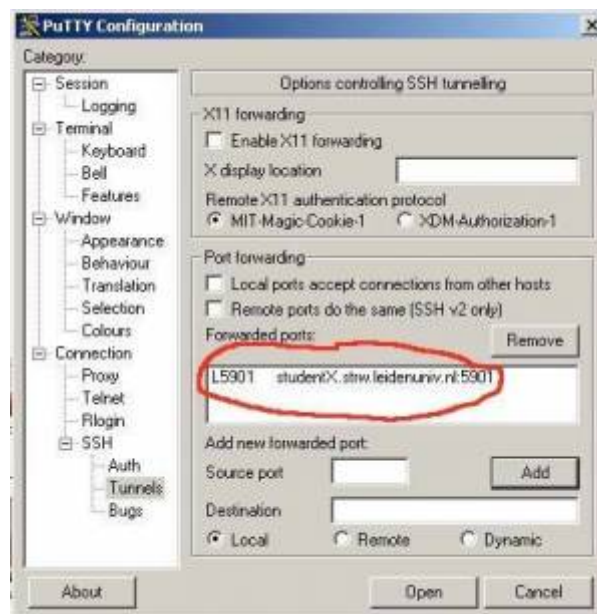 PuTTY Configuration
Category:
Session
Logging
Terminal
Keyboard
Bell
Features
Window
Appearance
Behaviour
Translation
Selection
Colours
Connection
Proxy
Telnet
Rlogin
SSH
Auth
Tunnels
Bugs
Options controlling SSH tunnelling
X11 forwarding
Enable X11 forwarding
X display location
Remote X11 authentication protocol
MIT-Magic-Cookie-1 XDM-Authorization-1
Port forwarding
Local ports accept connections from other hosts
Remote ports do the same (SSH v2 only)
Forwarded ports: Remove
L5901 studentX.strw.leidenuniv.nl:5901
Add new forwarded port:
Source port Add
Destination
Local Remote Dynamic
About Open Cancel